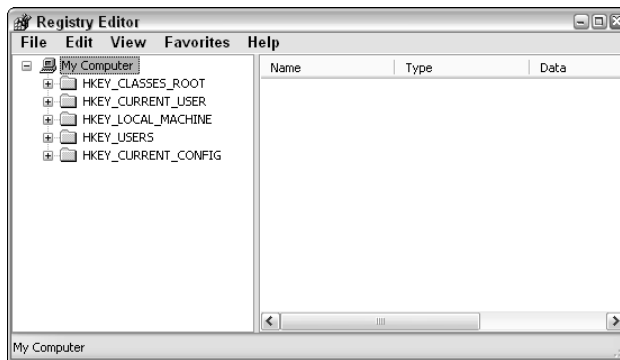 Registry Editor
File Edit View Favorites Help
My Computer
HKEY_CLASSES_ROOT
HKEY_CURRENT_USER
HKEY_LOCAL_MACHINE
HKEY_USERS
HKEY_CURRENT_CONFIG
Name Type Data
My Computer